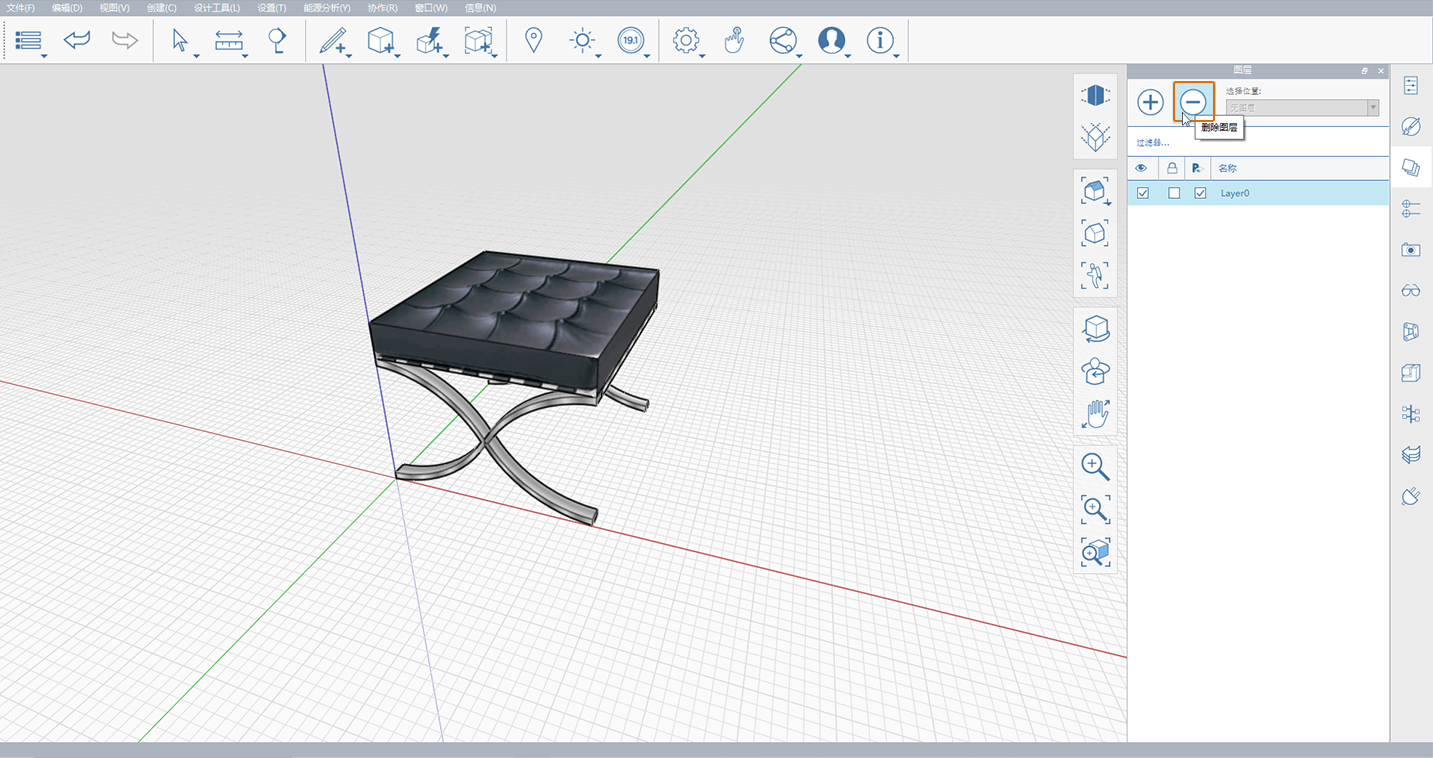 文件(F) 编辑(D) 视图(V) 创建(C) 设计工具(L) 设置(T) 能源分析(Y) 协作(R) 窗口(W) 信息(N)
19.1
图层
选择位置:
无图层
删除图层
过滤器...
名称
Layer0